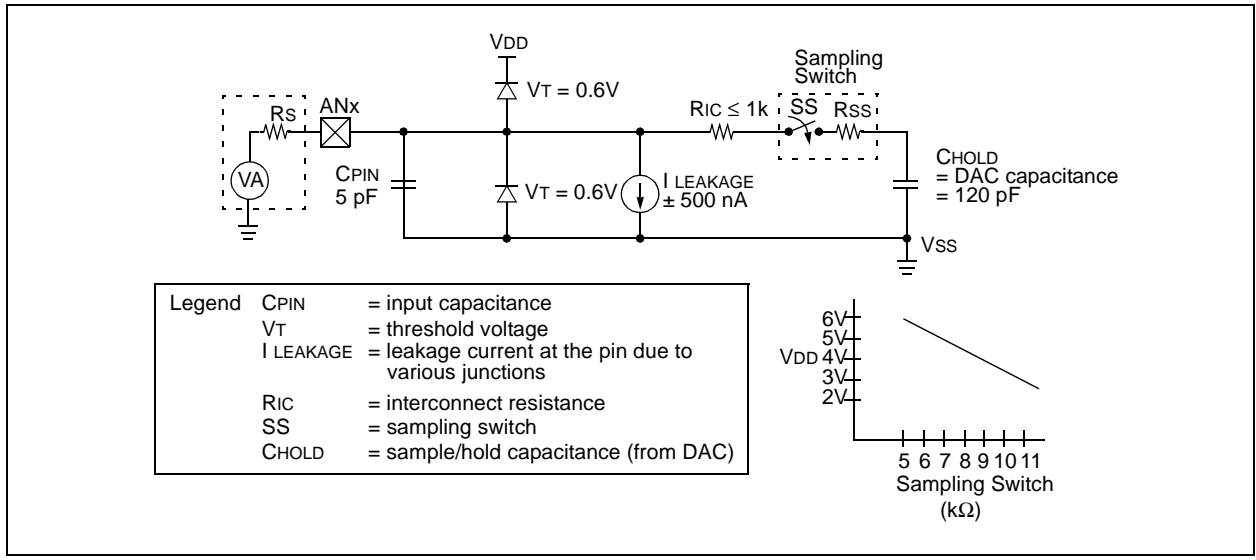 VDD
Sampling
Switch
VT = 0.6V
RS
ANx
RIC ≤ 1k
SS
RSS
VA
CPIN
5 pF
VT = 0.6V
I LEAKAGE
± 500 nA
CHOLD
= DAC capacitance
= 120 pF
VSS
Legend CPIN = input capacitance
VT = threshold voltage
I LEAKAGE = leakage current at the pin due to
various junctions
RIC = interconnect resistance
SS = sampling switch
CHOLD = sample/hold capacitance (from DAC)
6V
5V
VDD 4V
3V
2V
5 6 7 8 9 10 11
Sampling Switch
(kΩ)